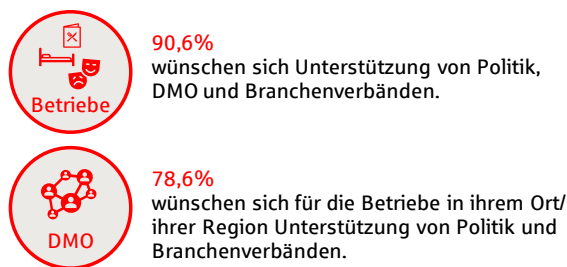 Betriebe
90,6%
wünschen sich Unterstützung von Politik,
DMO und Branchenverbänden.
DMO
78,6%
wünschen sich für die Betriebe in ihrem Ort/
ihrer Region Unterstützung von Politik und
Branchenverbänden.